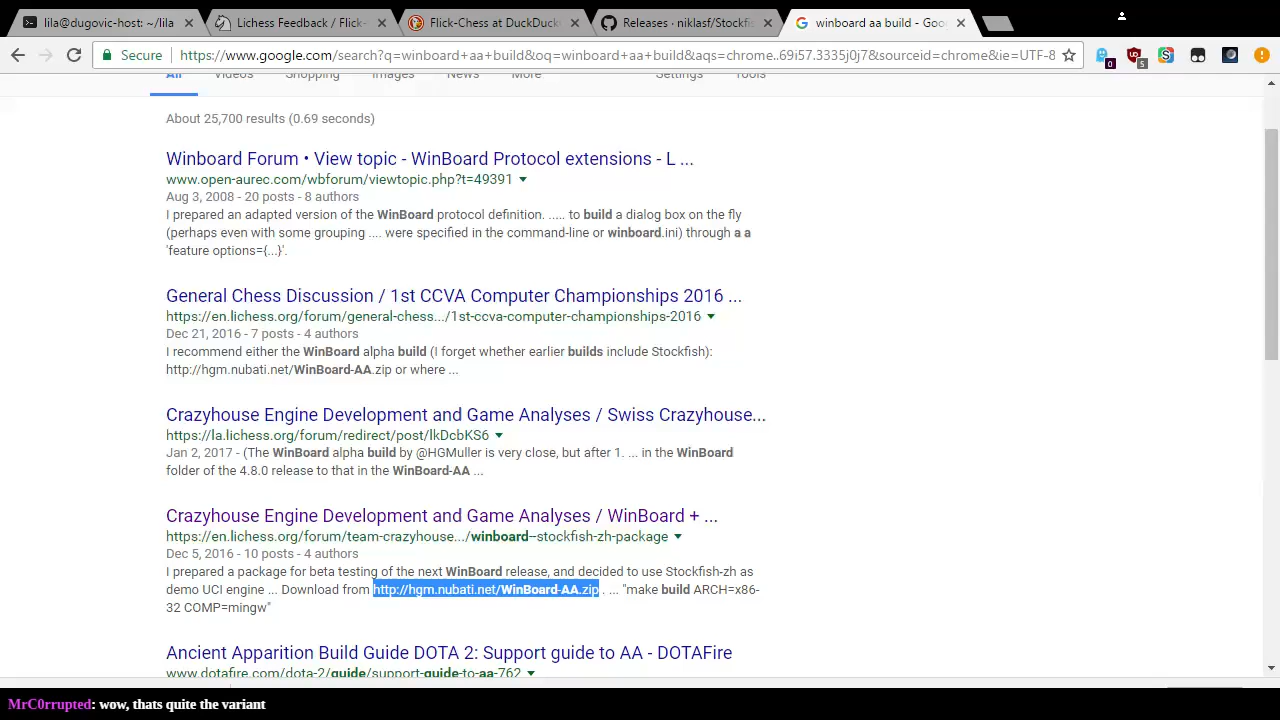 lila@dugovic-host: ~/lila
Lichess Feedback / Flick-
Flick-Chess at DuckDuck
Releases · niklasf/Stockfis
winboard aa build - Goo
Secure
https://www.google.com/search?q=winboard+aa+build&oq=winboard+aa+build&aqs=chrome..69i57.3335j0j7&sourceid=chrome&ie=UTF-8
0
5
All
Videos
Shopping
Images
News
More
Settings
Tools
About 25,700 results (0.69 seconds)
Winboard Forum • View topic - WinBoard Protocol extensions - L ...
www.open-aurec.com/wbforum/viewtopic.php?t=49391
Aug 3, 2008 - 20 posts - 8 authors
I prepared an adapted version of the WinBoard protocol definition. ..... to build a dialog box on the fly
(perhaps even with some grouping .... were specified in the command-line or winboard.ini) through a a
'feature options={...}'.
General Chess Discussion / 1st CCVA Computer Championships 2016 ...
https://en.lichess.org/forum/general-chess.../1st-ccva-computer-championships-2016
Dec 21, 2016 - 7 posts - 4 authors
I recommend either the WinBoard alpha build (I forget whether earlier builds include Stockfish):
http://hgm.nubati.net/WinBoard-AA.zip or where ...
Crazyhouse Engine Development and Game Analyses / Swiss Crazyhouse...
https://la.lichess.org/forum/redirect/post/lkDcbKS6
Jan 2, 2017 - (The WinBoard alpha build by @HGMuller is very close, but after 1. ... in the WinBoard
folder of the 4.8.0 release to that in the WinBoard-AA ...
Crazyhouse Engine Development and Game Analyses / WinBoard + ...
https://en.lichess.org/forum/team-crazyhouse.../winboard--stockfish-zh-package
Dec 5, 2016 - 10 posts - 4 authors
I prepared a package for beta testing of the next WinBoard release, and decided to use Stockfish-zh as
demo UCI engine ... Download from http://hgm.nubati.net/WinBoard-AA.zip . ... "make build ARCH=x86-
32 COMP=mingw"
Ancient Apparition Build Guide DOTA 2: Support guide to AA - DOTAFire
www.dotafire.com/dota-2/guide/support-guide-to-aa-762
MrC0rrupted: wow, thats quite the variant